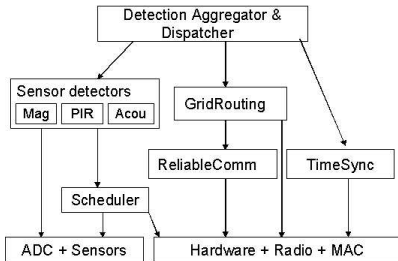 Detection Aggregator &
Dispatcher
Sensor detectors
Mag PIR Acou
GridRouting
ReliableComm
TimeSync
Scheduler
ADC + Sensors
Hardware + Radio + MAC